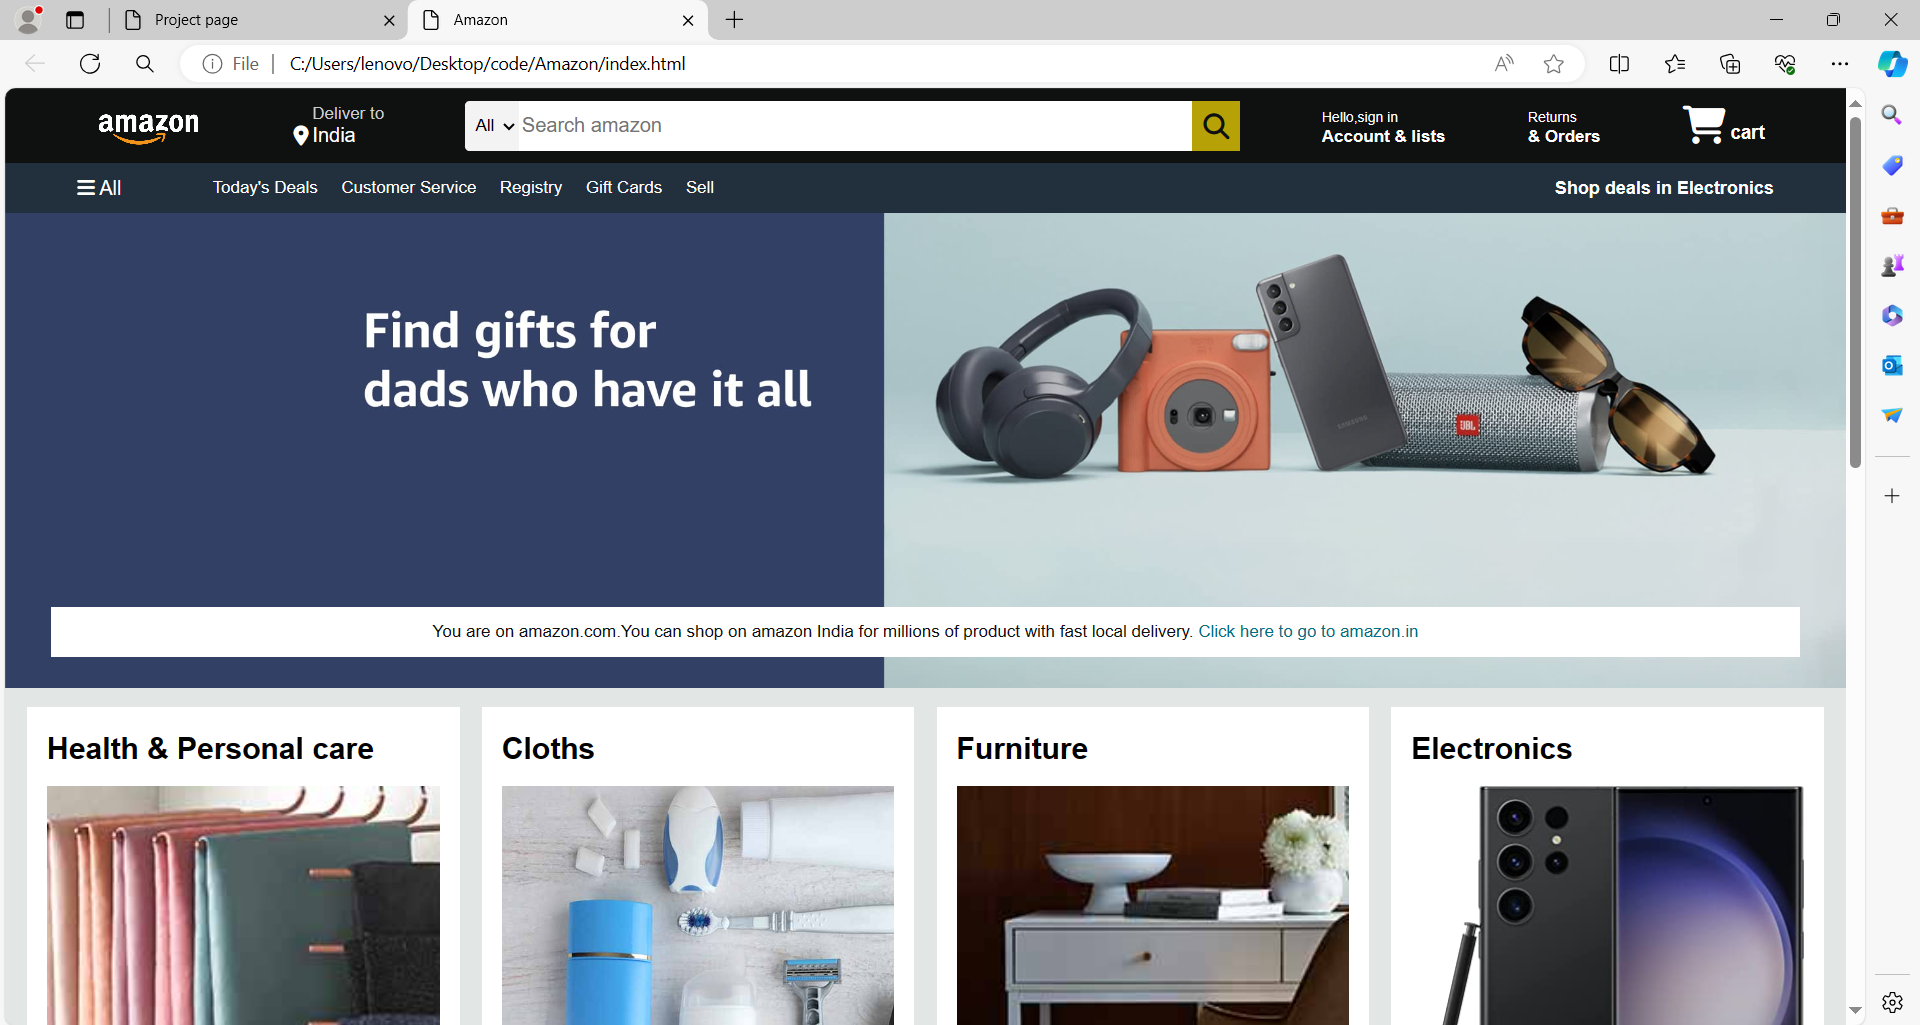 Project page
Amazon
File
C:/Users/lenovo/Desktop/code/Amazon/index.html
amazon
Deliver to
India
All
Search amazon
Hello,sign in
Account & lists
Returns
& Orders
cart
All
Today's Deals
Customer Service
Registry
Gift Cards
Sell
Shop deals in Electronics
Find gifts for
dads who have it all
SAMSUNG
JBL
You are on amazon.com.You can shop on amazon India for millions of product with fast local delivery. Click here to go to amazon.in
Health & Personal care
Cloths
Furniture
Electronics